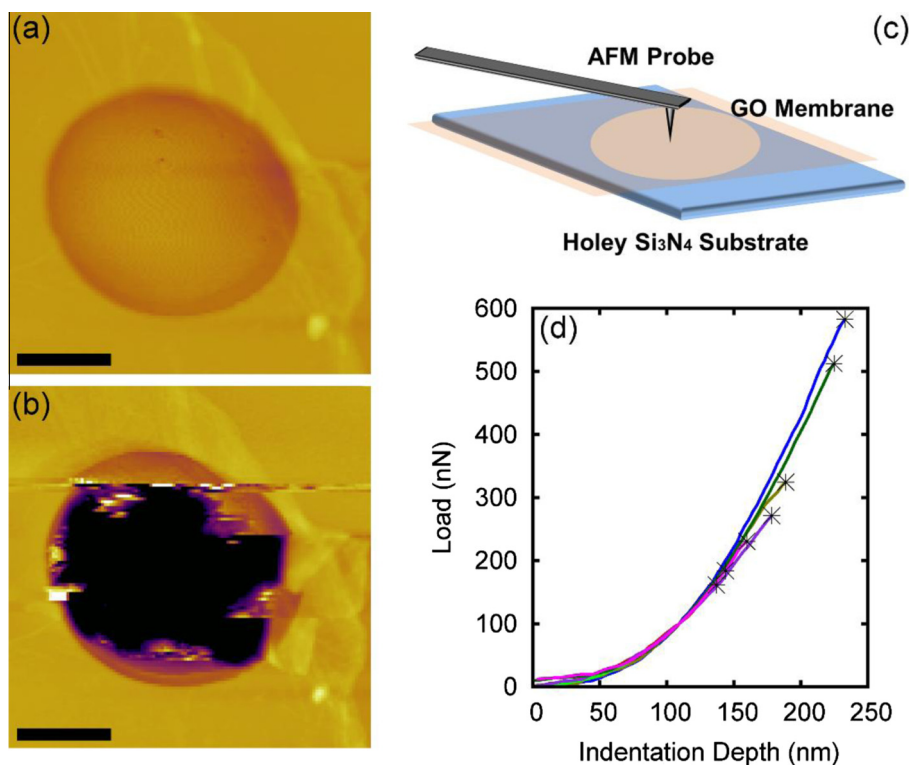 (a)
(b)
(c)
AFM Probe
GO Membrane
Holey Si₃N₄ Substrate
(d)
600
500
400
300
200
100
0
Load (nN)
0 50 100 150 200 250
Indentation Depth (nm)